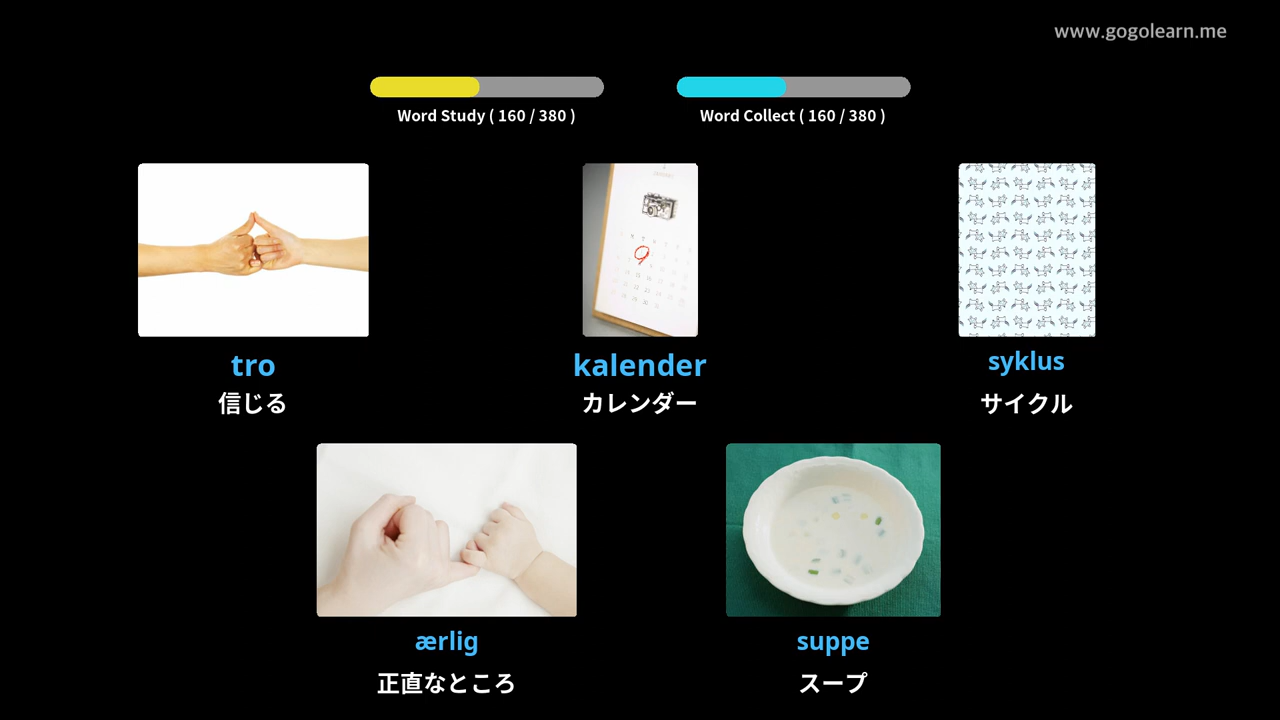 www.gogolearn.me
Word Study ( 160 / 380 )
Word Collect ( 160 / 380 )
tro
信じる
kalender
カレンダー
syklus
サイクル
ærlig
正直なところ
suppe
スープ